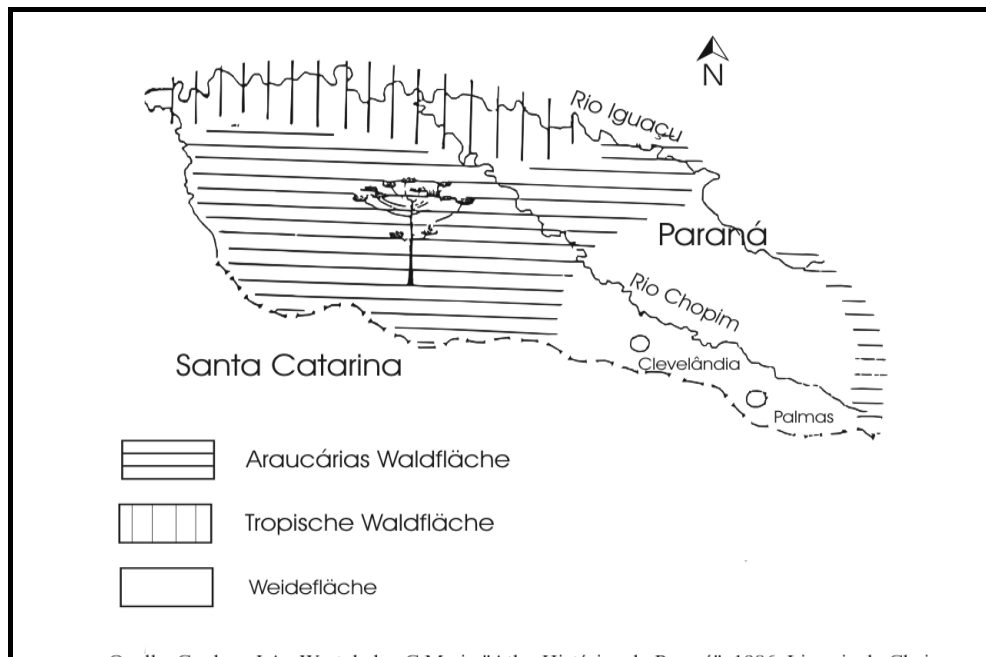 N
Rio Iguaçu
Paraná
Rio Chopim
Santa Catarina
Clevelândia
Palmas
Araucárias Waldfläche
Tropische Waldfläche
Weidefläche